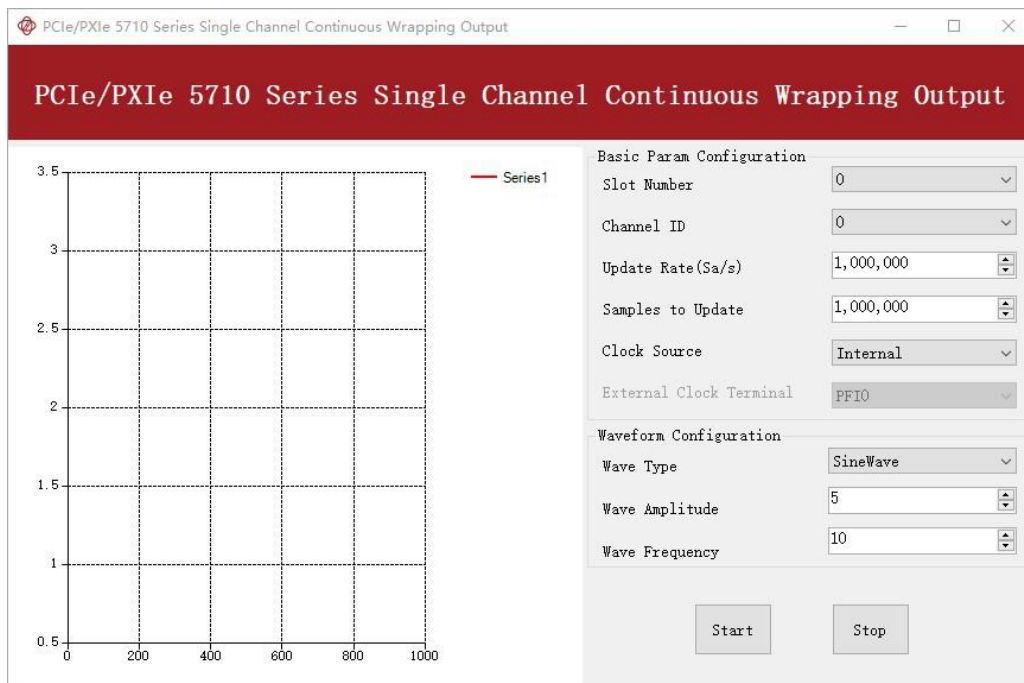 PCIe/PXIe 5710 Series Single Channel Continuous Wrapping Output
PCIe/PXIe 5710 Series Single Channel Continuous Wrapping Output
3.5
3
2.5
2
1.5
1
0.5
0 200 400 600 800 1000
Series1
Basic Param Configuration
Slot Number 0
Channel ID 0
Update Rate(Sa/s) 1,000,000
Samples to Update 1,000,000
Clock Source Internal
External Clock Terminal PFI0
Waveform Configuration
Wave Type SineWave
Wave Amplitude 5
Wave Frequency 10
Start Stop